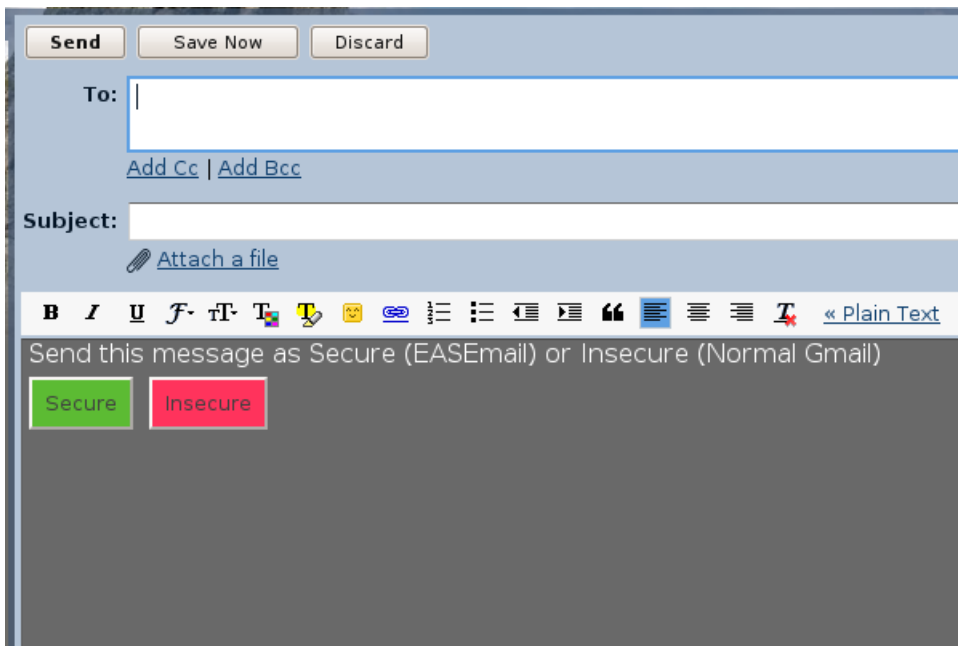 Send Save Now Discard
To:
Add Cc | Add Bcc
Subject:
Attach a file
B I U F T T T T « Plain Text
Send this message as Secure (EASEmail) or Insecure (Normal Gmail)
Secure Insecure